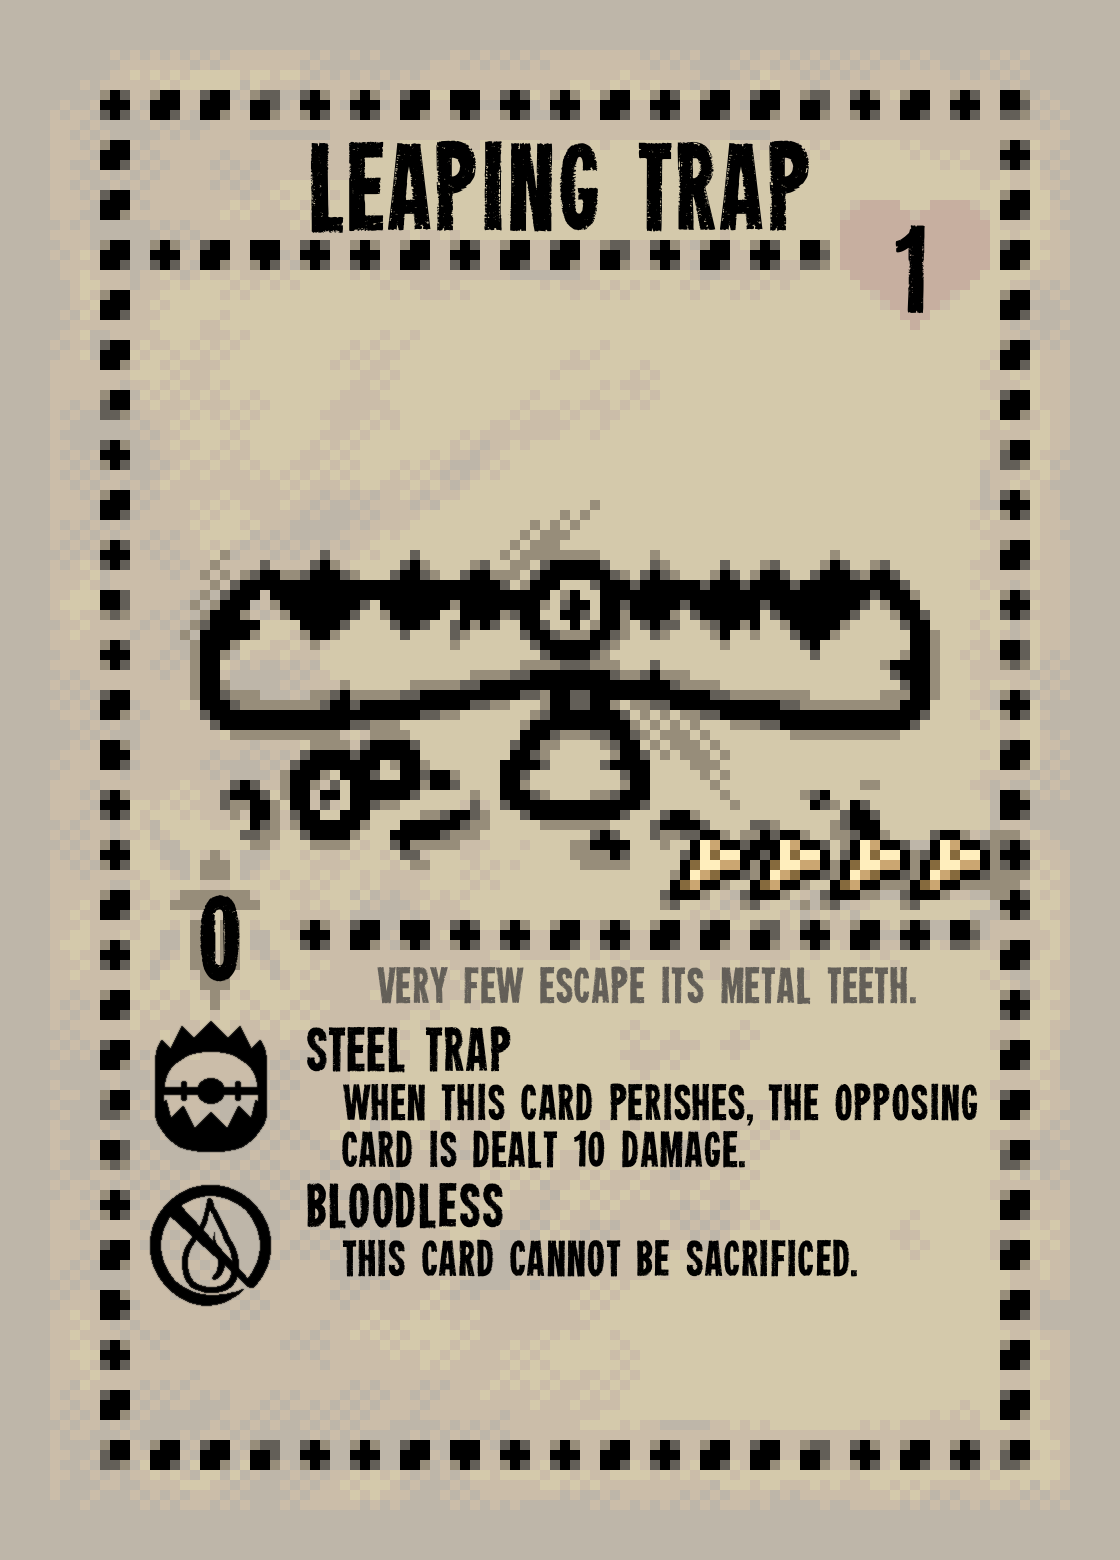 LEAPING TRAP
1
0
VERY FEW ESCAPE ITS METAL TEETH.
STEEL TRAP
WHEN THIS CARD PERISHES, THE OPPOSING
CARD IS DEALT 10 DAMAGE.
BLOODLESS
THIS CARD CANNOT BE SACRIFICED.